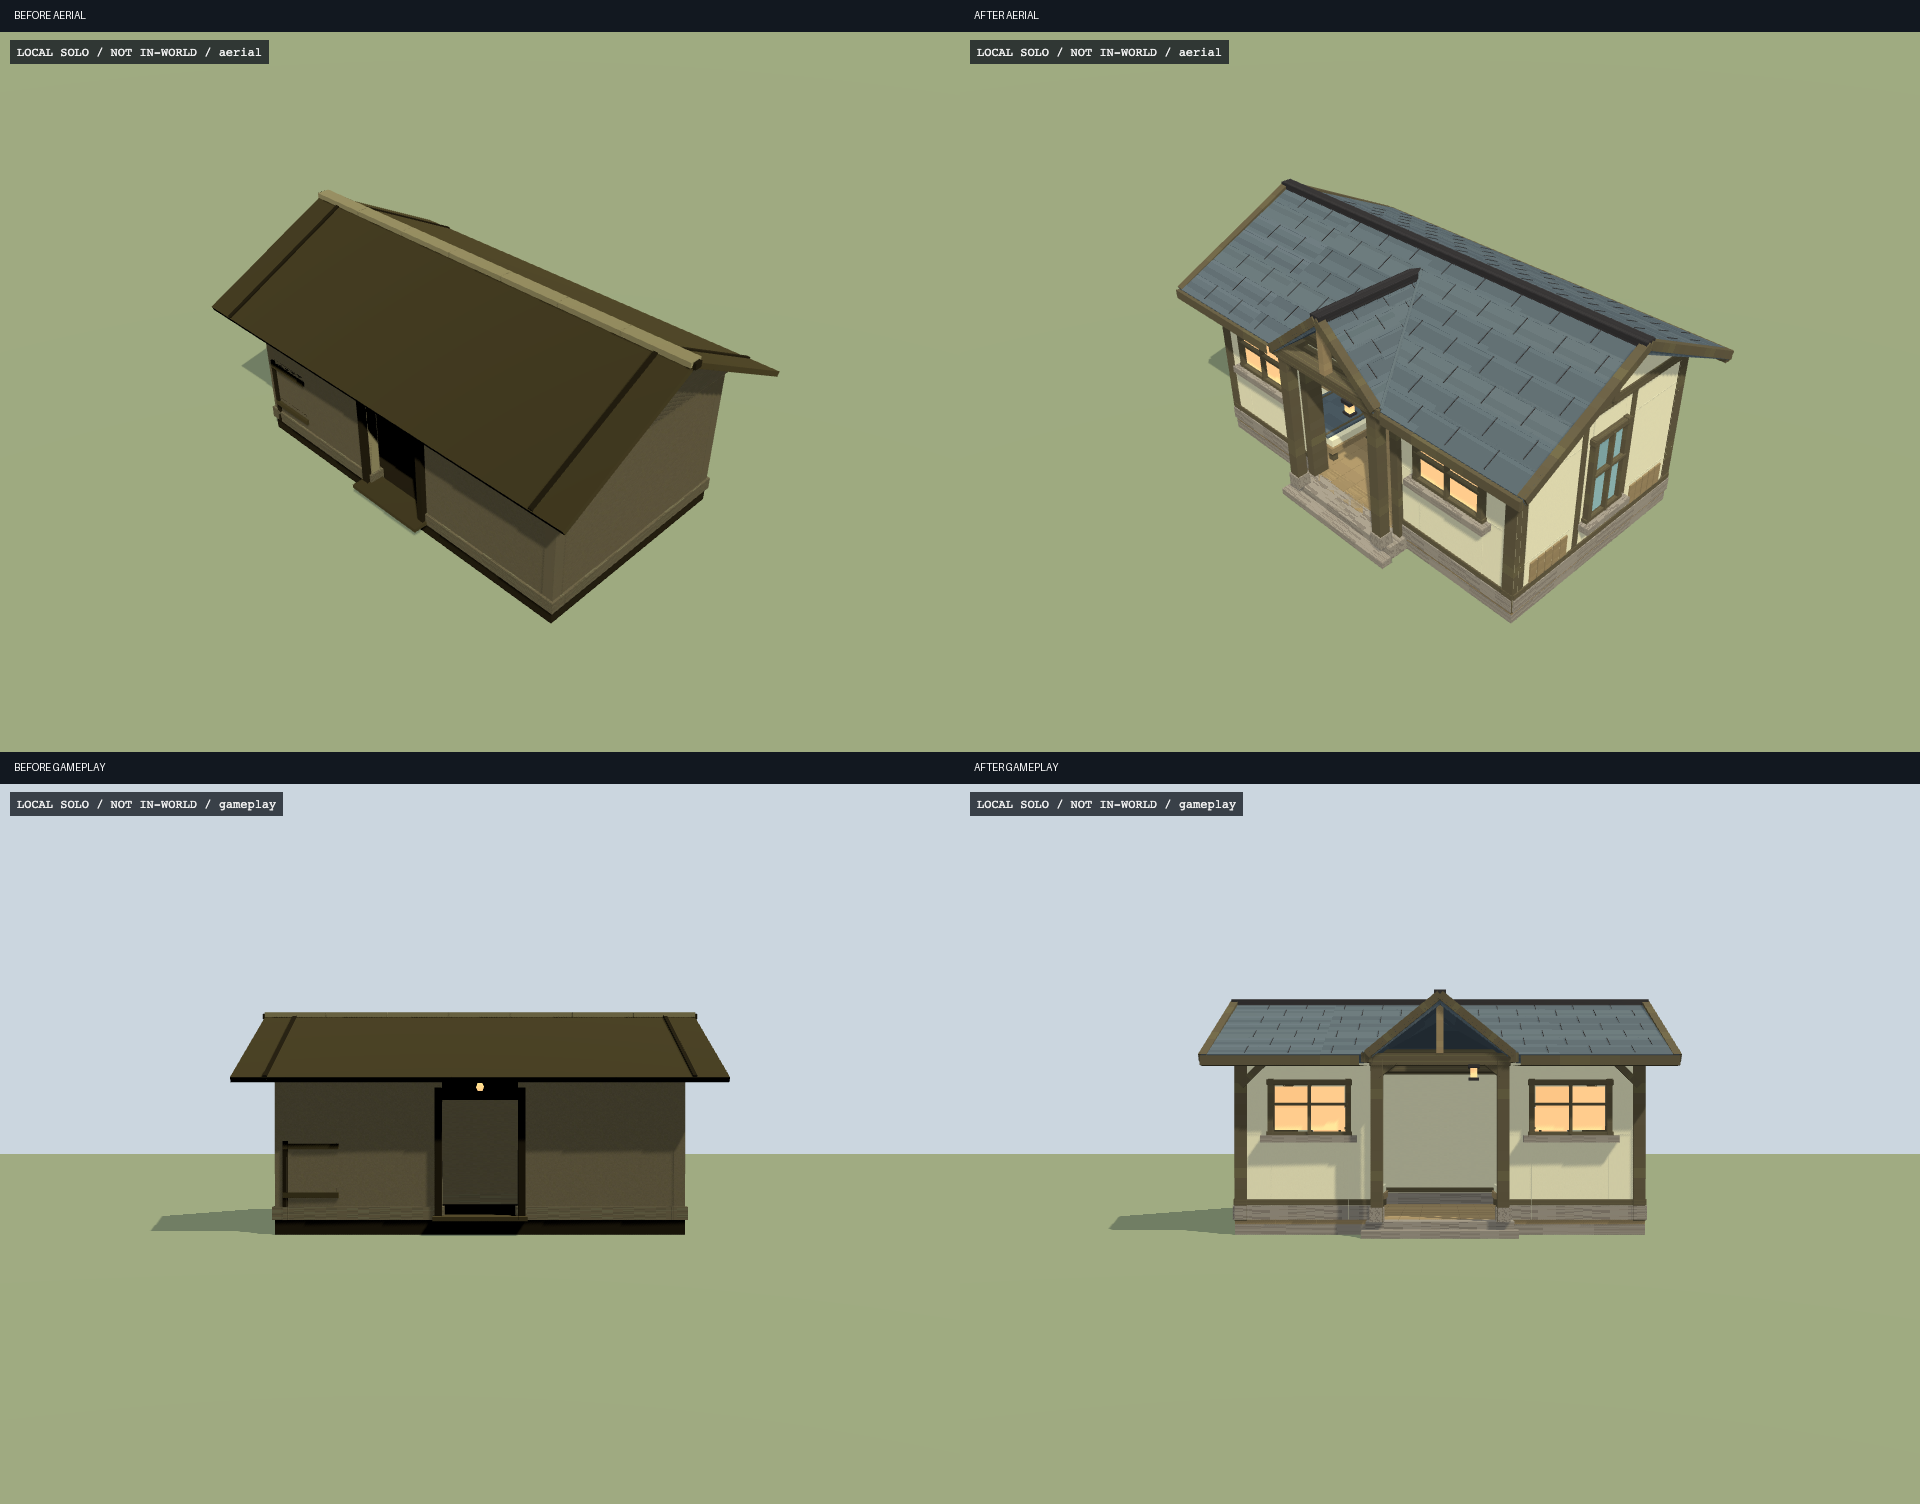 BEFORE AERIAL
AFTER AERIAL
LOCAL SOLO / NOT IN-WORLD / aerial
LOCAL SOLO / NOT IN-WORLD / aerial
BEFORE GAMEPLAY
AFTER GAMEPLAY
LOCAL SOLO / NOT IN-WORLD / gameplay
LOCAL SOLO / NOT IN-WORLD / gameplay